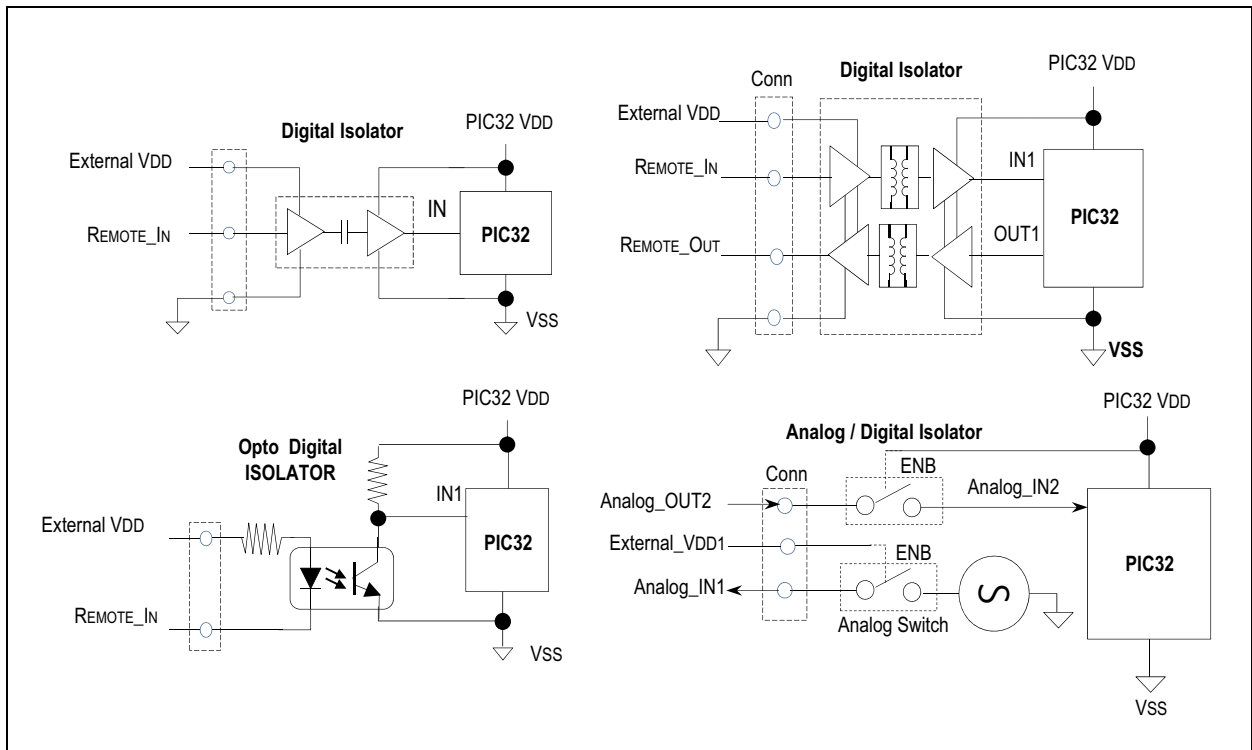 Digital Isolator
PIC32 VDD
External VDD
REMOTE_IN
IN
PIC32
VSS
Conn
Digital Isolator
PIC32 VDD
External VDD
REMOTE_IN
IN1
PIC32
REMOTE_OUT
OUT1
VSS
Opto Digital
ISOLATOR
PIC32 VDD
IN1
External VDD
PIC32
REMOTE_IN
VSS
Analog / Digital Isolator
PIC32 VDD
Conn
ENB
Analog_OUT2
Analog_IN2
External_VDD1
ENB
PIC32
Analog_IN1
S
Analog Switch
VSS